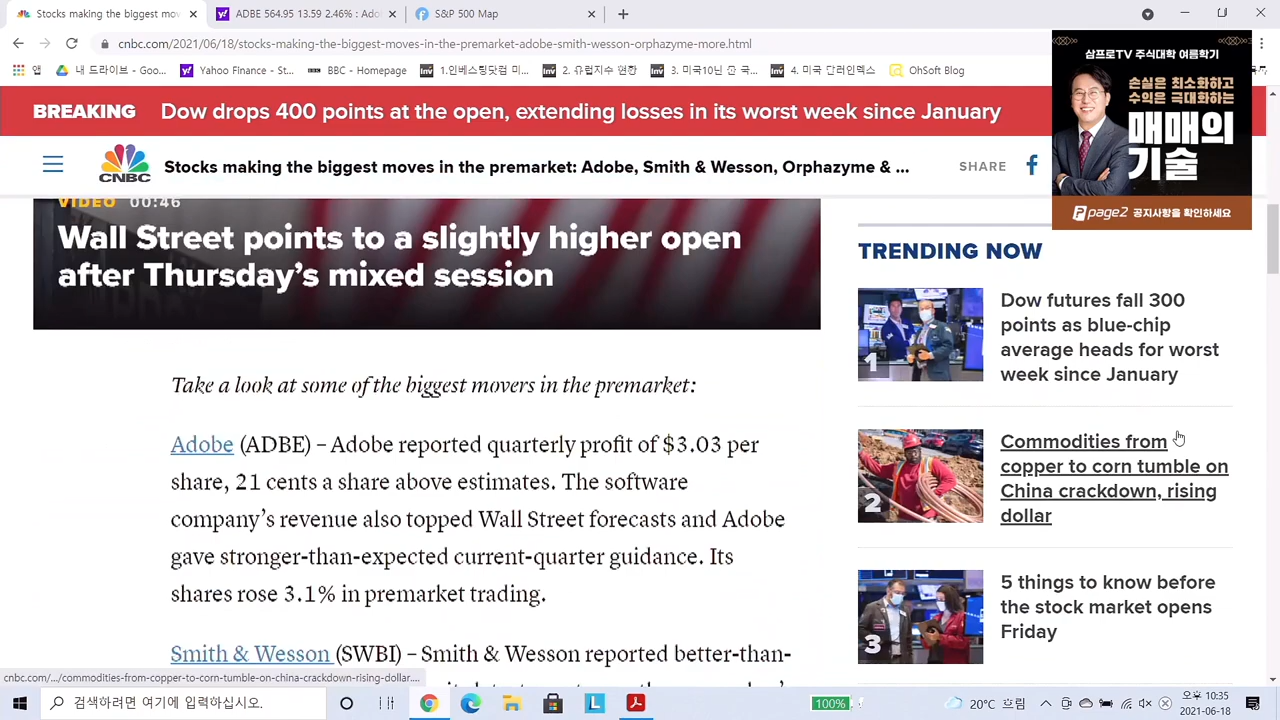 Stocks making the biggest mov
ADBE 564.95 13.59 2.46% : Ado
S&P 500 Map
cnbc.com/2021/06/18/stocks-making-the-biggest-moves-in-the-premarket-adobe-smith-wesson-orphazyme-more.html
앱
내 드라이브 - Goo...
Yahoo Finance - St...
BBC - Homepage
1.인베스팅닷컴 미...
2. 유럽지수 현황
3. 미국10년 잔 국...
4. 미국 단러인덱스
OhSoft Blog
BREAKING
Dow drops 400 points at the open, extending losses in its worst week since January
CNBC
Stocks making the biggest moves in the premarket: Adobe, Smith & Wesson, Orphazyme & ...
SHARE
삼프로TV 주식대학 여름학기
손실은 최소화하고
수익은 극대화하는
매매의
기술
page2 공지사항을 확인하세요
VIDEO 00:46
Wall Street points to a slightly higher open
after Thursday's mixed session
Take a look at some of the biggest movers in the premarket:
Adobe (ADBE) – Adobe reported quarterly profit of $3.03 per
share, 21 cents a share above estimates. The software
company's revenue also topped Wall Street forecasts and Adobe
gave stronger-than-expected current-quarter guidance. Its
shares rose 3.1% in premarket trading.
Smith & Wesson (SWBI) – Smith & Wesson reported better-than-
TRENDING NOW
1
Dow futures fall 300
points as blue-chip
average heads for worst
week since January
2
Commodities from
copper to corn tumble on
China crackdown, rising
dollar
3
5 things to know before
the stock market opens
Friday
cnbc.com/.../commodities-from-copper-to-corn-tumble-on-china-crackdown-rising-dollar....
검색하려면 여기에 입력하십시오.
100%
20°C 흐림
오후 10:35
2021-06-18